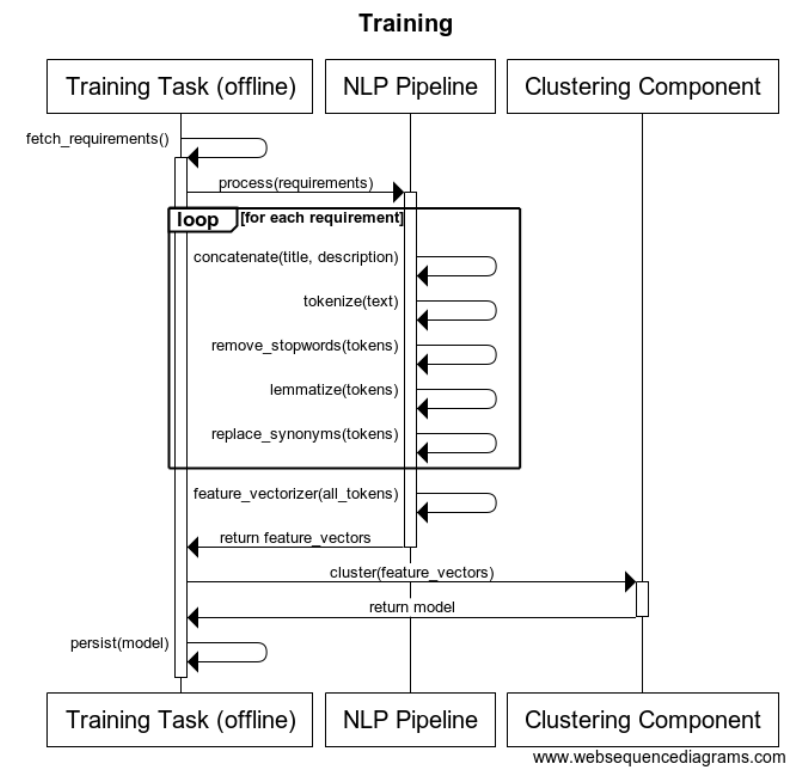 Training
Training Task (offline)
NLP Pipeline
Clustering Component
fetch_requirements()
process(requirements)
loop
[for each requirement]
concatenate(title, description)
tokenize(text)
remove_stopwords(tokens)
lemmatize(tokens)
replace_synonyms(tokens)
feature_vectorizer(all_tokens)
return feature_vectors
cluster(feature_vectors)
return model
persist(model)
Training Task (offline)
NLP Pipeline
Clustering Component
www.websequencediagrams.com